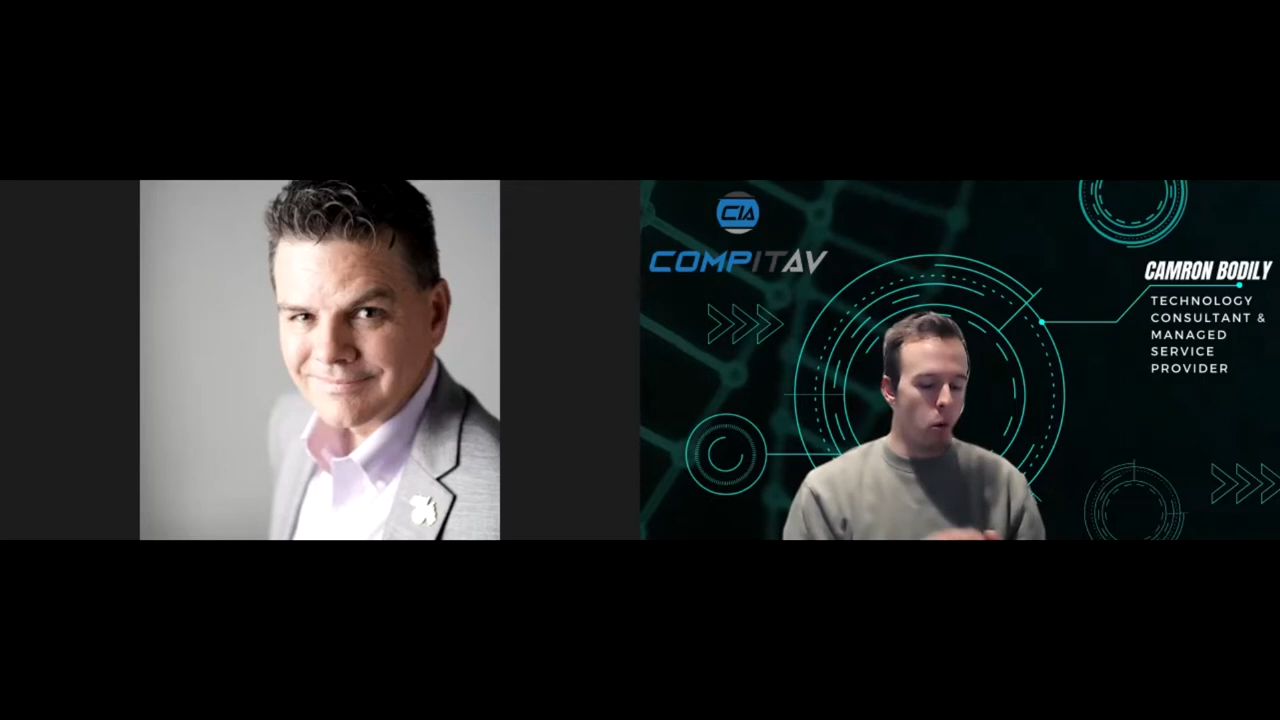 CIA
COMPITAV
CAMRON BODILY
TECHNOLOGY
CONSULTANT &
MANAGED
SERVICE
PROVIDER